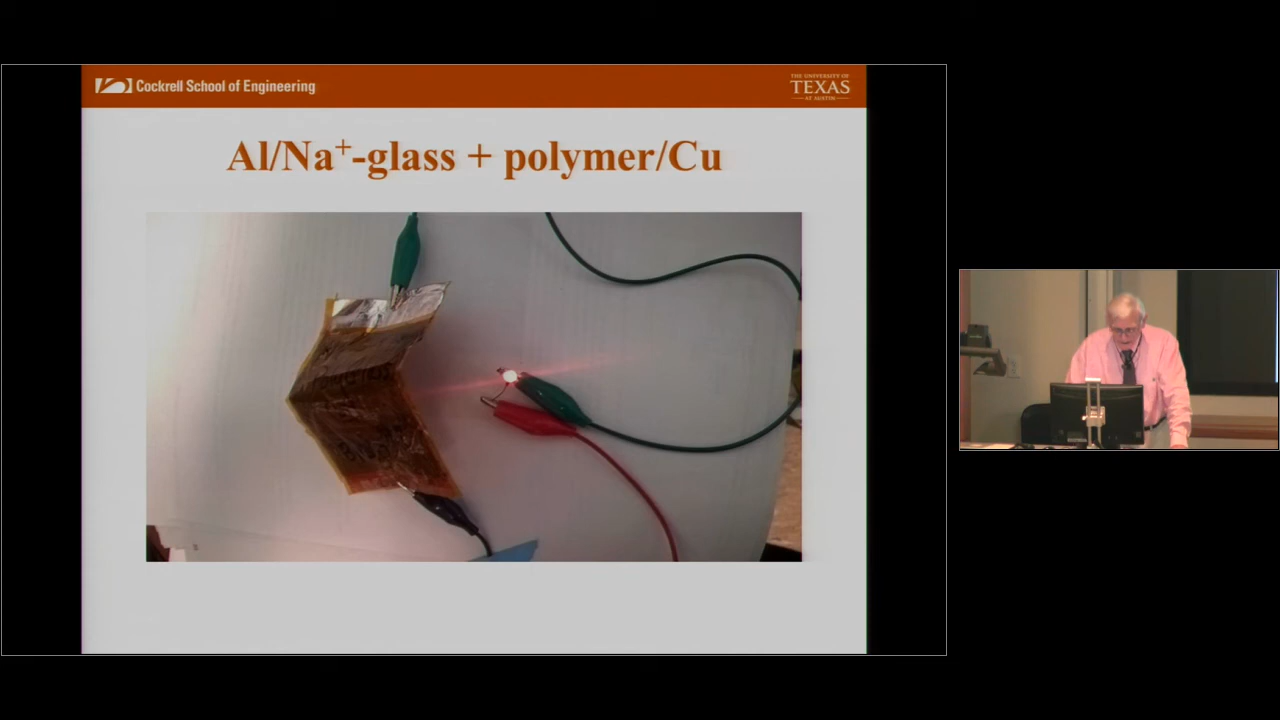 Cockrell School of Engineering
THE UNIVERSITY OF
TEXAS
AT AUSTIN
Al/Na⁺-glass + polymer/Cu